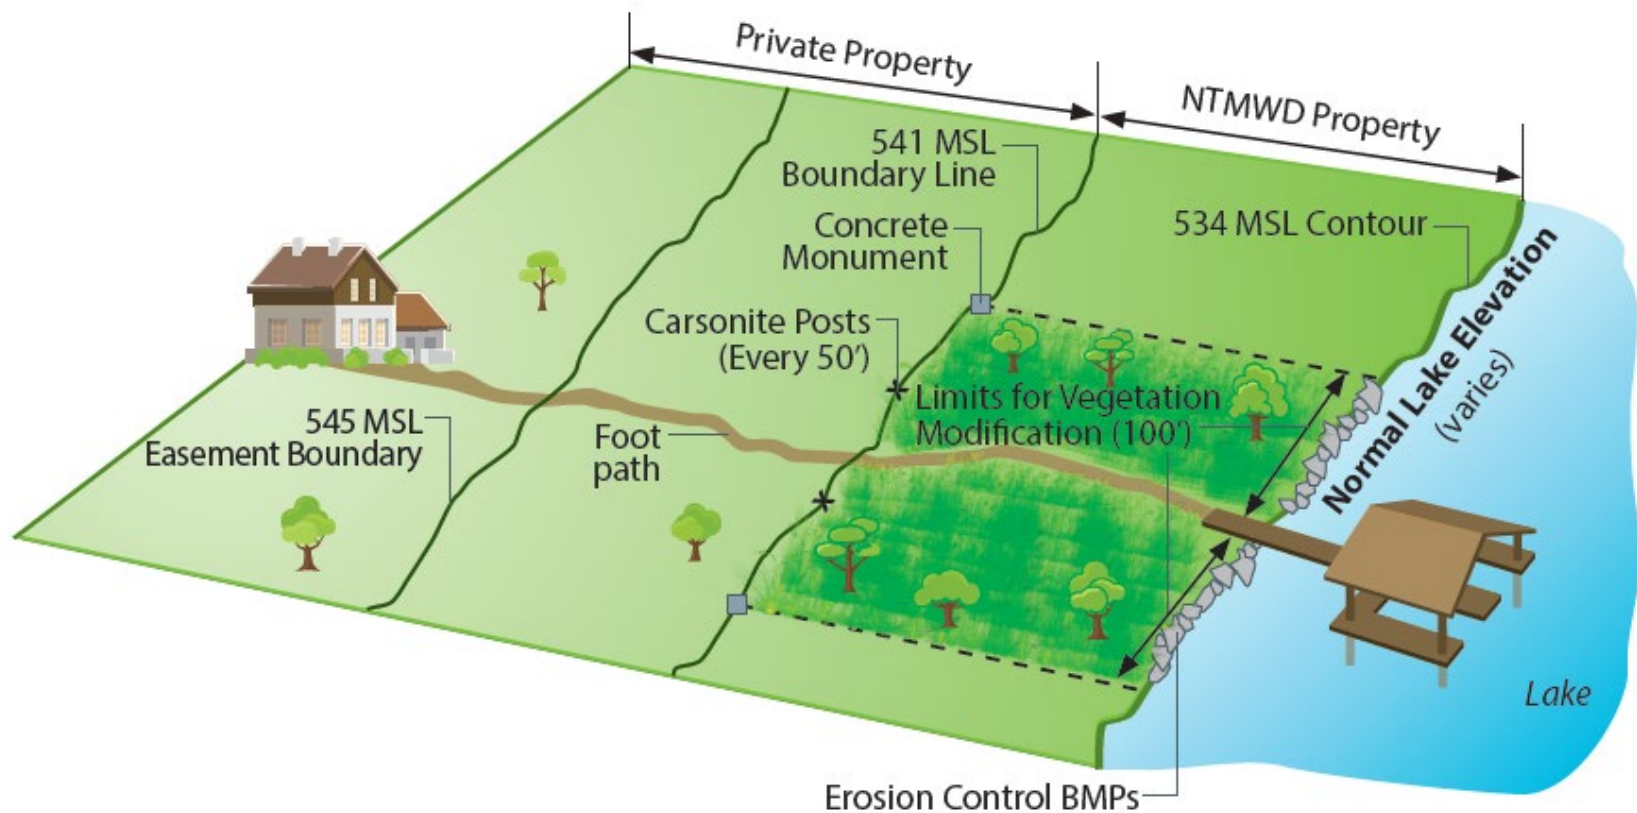 Private Property
NTMWD Property
541 MSL
Boundary Line
534 MSL Contour
Concrete
Monument
Normal Lake Elevation
(varies)
Carsonite Posts
(Every 50')
Limits for Vegetation
Modification (100')
545 MSL
Easement Boundary
Foot
path
Lake
Erosion Control BMPs